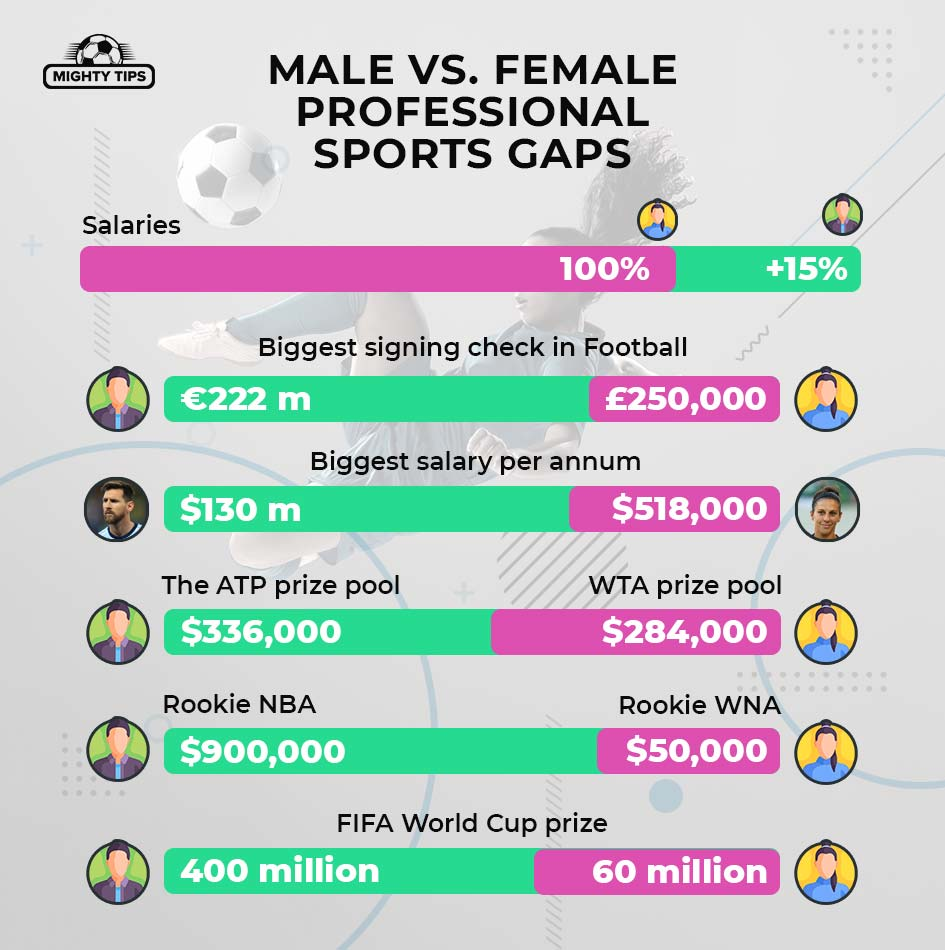 MIGHTY TIPS
MALE VS. FEMALE
PROFESSIONAL
SPORTS GAPS
Salaries
100% +15%
Biggest signing check in Football
€222 m £250,000
Biggest salary per annum
$130 m $518,000
The ATP prize pool WTA prize pool
$336,000 $284,000
Rookie NBA Rookie WNA
$900,000 $50,000
FIFA World Cup prize
400 million 60 million